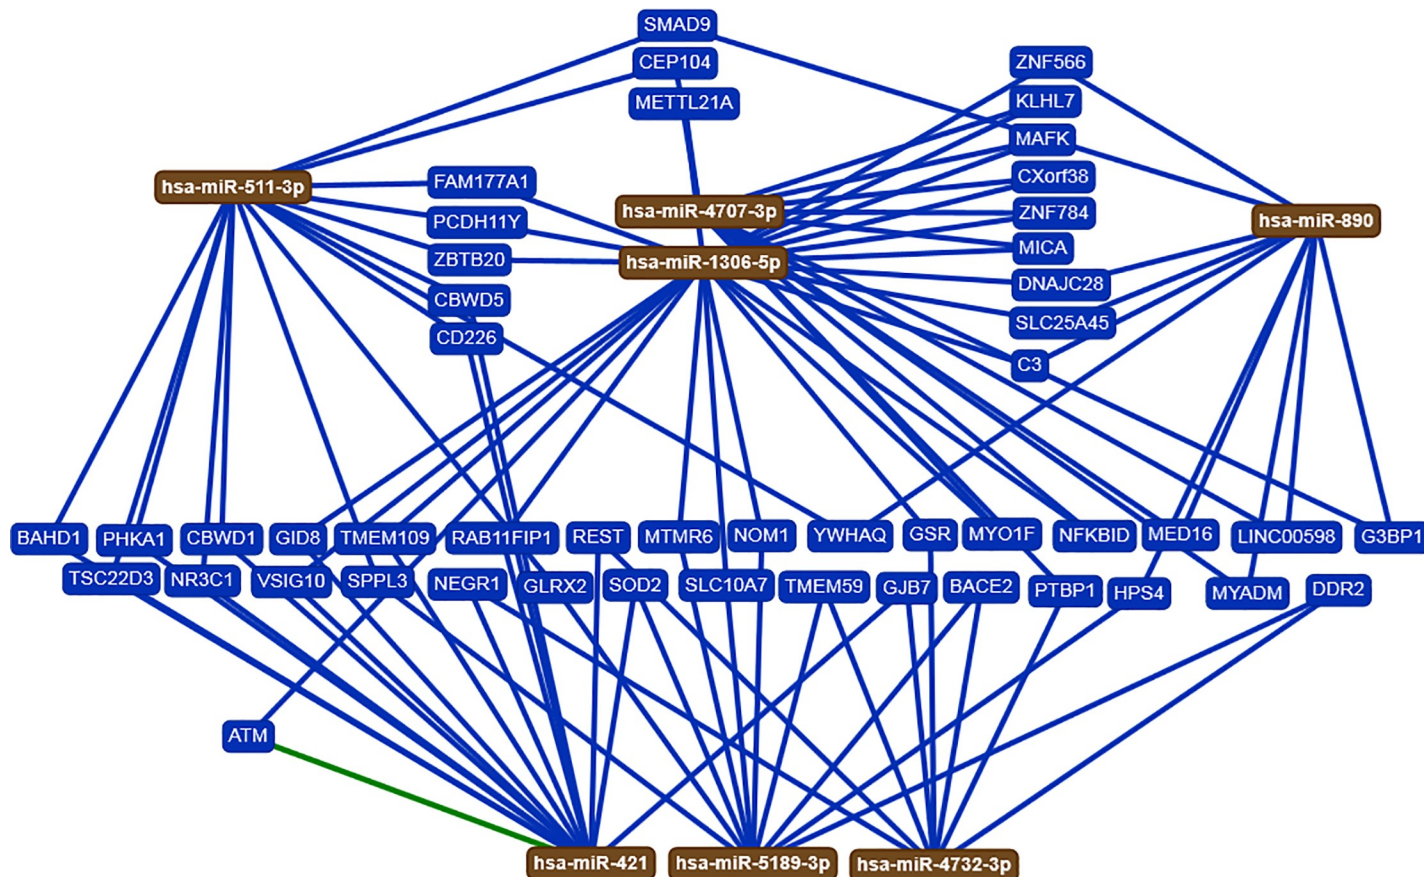 SMAD9
CEP104
ZNF566
METTL21A
KLHL7
MAFK
hsa-miR-511-3p
FAM177A1
CXorf38
hsa-miR-4707-3p
ZNF784
hsa-miR-890
PCDH11Y
MICA
ZBTB20
hsa-miR-1306-5p
DNAJC28
CBWD5
SLC25A45
CD226
C3
BAHD1
PHKA1
CBWD1
GID8
TMEM109
RAB11FIP1
REST
MTMR6
NOM1
YWHAQ
GSR
MYO1F
NFKBID
MED16
LINC00598
G3BP1
TSC22D3
NR3C1
VSIG10
SPPL3
NEGR1
GLRX2
SOD2
SLC10A7
TMEM59
GJB7
BACE2
PTBP1
HPS4
MYADM
DDR2
ATM
hsa-miR-421
hsa-miR-5189-3p
hsa-miR-4732-3p